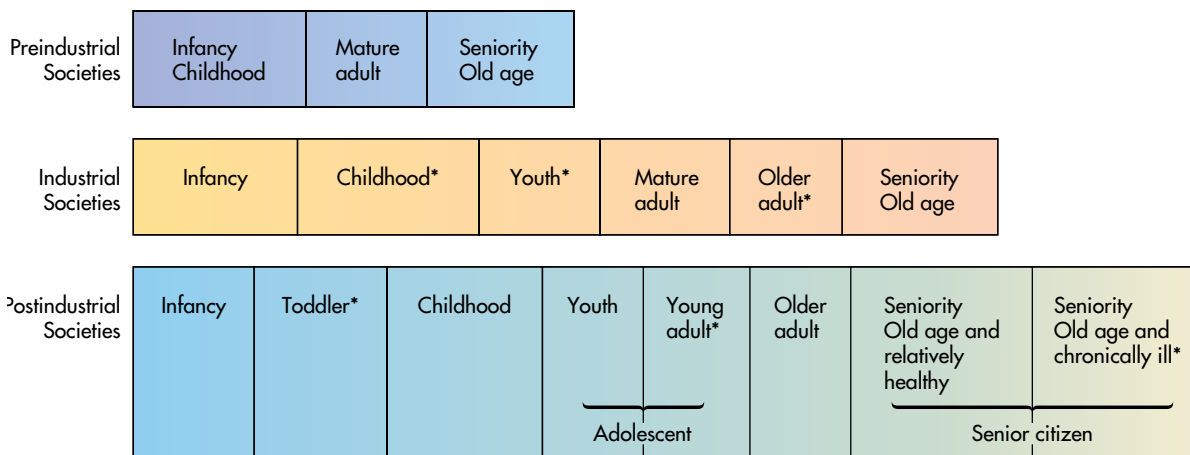 Preindustrial
Societies
Infancy
Childhood
Mature
adult
Seniority
Old age
Industrial
Societies
Infancy
Childhood*
Youth*
Mature
adult
Older
adult*
Seniority
Old age
Postindustrial
Societies
Infancy
Toddler*
Childhood
Youth
Young
adult*
Older
adult
Seniority
Old age and
relatively
healthy
Seniority
Old age and
chronically ill*
Adolescent
Senior citizen